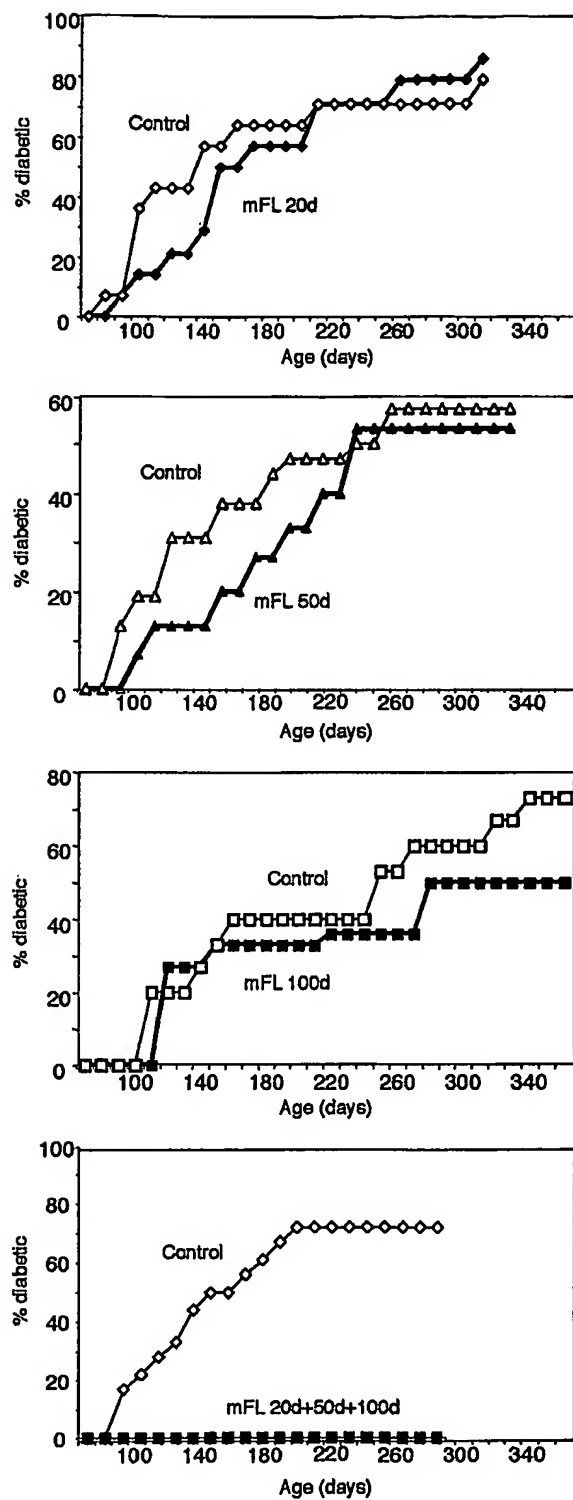 100
80
60
40
20
0
% diabetic
Control
mFL 20d
100 140 180 220 260 300 340
Age (days)
60
40
20
0
% diabetic
Control
mFL 50d
100 140 180 220 260 300 340
Age (days)
80
60
40
20
0
% diabetic
Control
mFL 100d
100 140 180 220 260 300 340
Age (days)
100
80
60
40
20
0
% diabetic
Control
mFL 20d+50d+100d
100 140 180 220 260 300 340
Age (days)